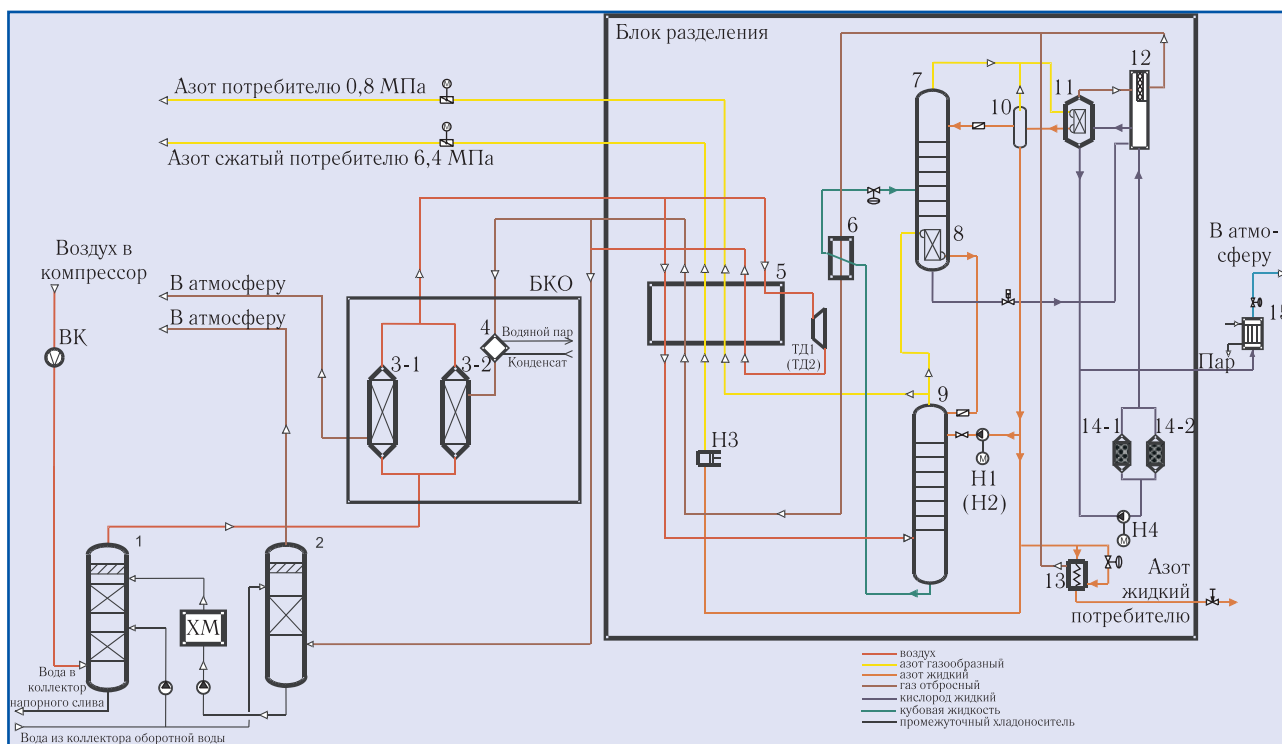 Блок разделения
Азот потребителю 0,8 МПа
M
Азот сжатый потребителю 6,4 МПа
M
7
10
11
12
6
8
Воздух в
компрессор
ВК
В атмосферу
В атмосферу
БКО
4
Водяной пар
Конденсат
3-1
3-2
5
ТД1
(ТД2)
В атмо-
сферу
15
Пар
9
14-1
14-2
Н3
M
Н1
(Н2)
Н4
M
1
2
ХМ
13
Азот
жидкий
потребителю
Вода в
коллектор
напорного слива
Вода из коллектора оборотной воды
воздух
азот газообразный
азот жидкий
газ отбросный
кислород жидкий
кубовая жидкость
промежуточный хладоноситель